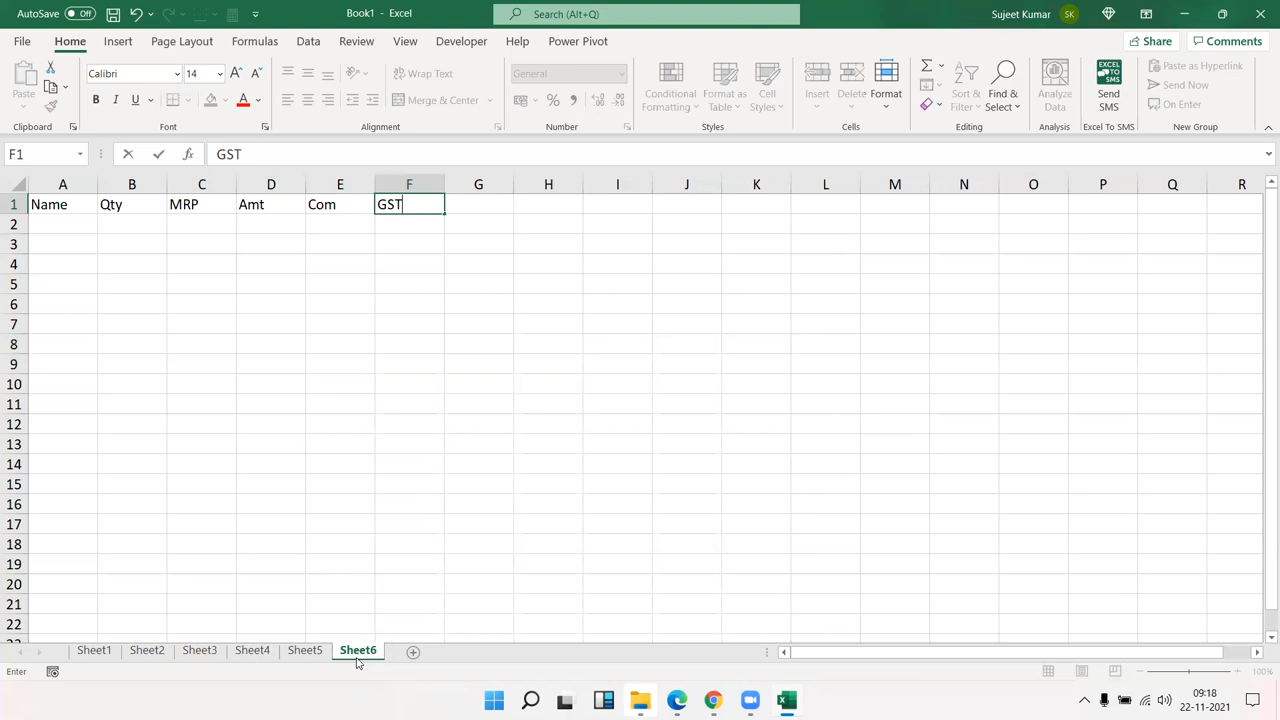 AutoSave Off Book1 - Excel Search (Alt+Q) Sujeet Kumar SK
File Home Insert Page Layout Formulas Data Review View Developer Help Power Pivot Share Comments
Paste Calibri 14 Wrap Text General Conditional Formatting Format as Table Cell Styles Insert Delete Format Sort & Filter Find & Select Analyze Data EXCEL TO SMS Send SMS Paste as Hyperlink
B I U A Merge & Center Send Now
On Enter
Clipboard Font Alignment Number Styles Cells Editing Analysis Excel To SMS New Group
F1 fx GST
A B C D E F G H I J K L M N O P Q R
1 Name Qty MRP Amt Com GST
2
3
4
5
6
7
8
9
10
11
12
13
14
15
16
17
18
19
20
21
22
Sheet1 Sheet2 Sheet3 Sheet4 Sheet5 Sheet6
Enter 100%
09:18
22-11-2021